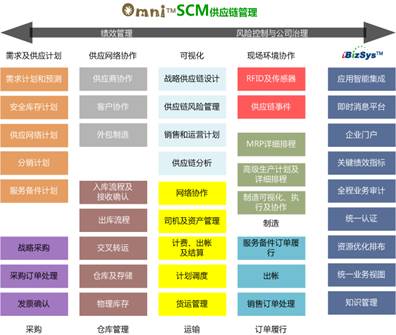 Omni™SCM供应链管理
绩效管理
风险控制与公司治理
需求及供应计划
供应网络协作
可视化
现场环境协作
iBizSys™
需求计划和预测
供应商协作
战略供应链设计
RFID及传感器
应用智能集成
安全库存计划
客户协作
供应链风险管理
供应链事件
即时消息平台
供应网络计划
外包制造
销售和运营计划
MRP详细排程
企业门户
分销计划
供应链分析
高级生产计划及
详细排程
关键绩效指标
服务备件计划
入库流程及
接收确认
网络协作
制造可视化、执
行及协作
全程业务审计
出库流程
司机及资产管理
制造
统一认证
战略采购
交叉转运
计费、出帐
及结算
服务备件订单履
行
资源优化排布
采购订单处理
仓库及存储
计划调度
出帐
统一业务视图
发票确认
物理库存
货运管理
销售订单处理
知识管理
采购
仓库管理
运输
订单履行